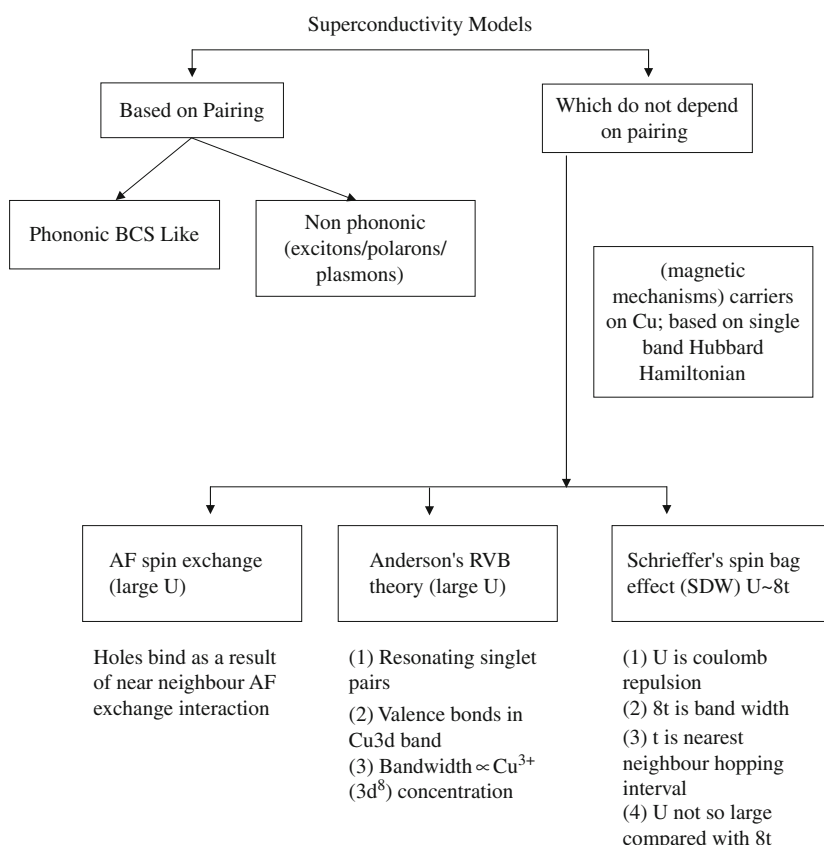 Superconductivity Models
Based on Pairing
Which do not depend
on pairing
Phononic BCS Like
Non phononic
(excitons/polarons/
plasmons)
(magnetic
mechanisms) carriers
on Cu; based on single
band Hubbard
Hamiltonian
AF spin exchange
(large U)
Anderson's RVB
theory (large U)
Schrieffer's spin bag
effect (SDW) U~8t
Holes bind as a result
of near neighbour AF
exchange interaction
(1) Resonating singlet
pairs
(2) Valence bonds in
Cu3d band
(3) Bandwidth ∝ Cu³⁺
(3d⁸) concentration
(1) U is coulomb
repulsion
(2) 8t is band width
(3) t is nearest
neighbour hopping
interval
(4) U not so large
compared with 8t